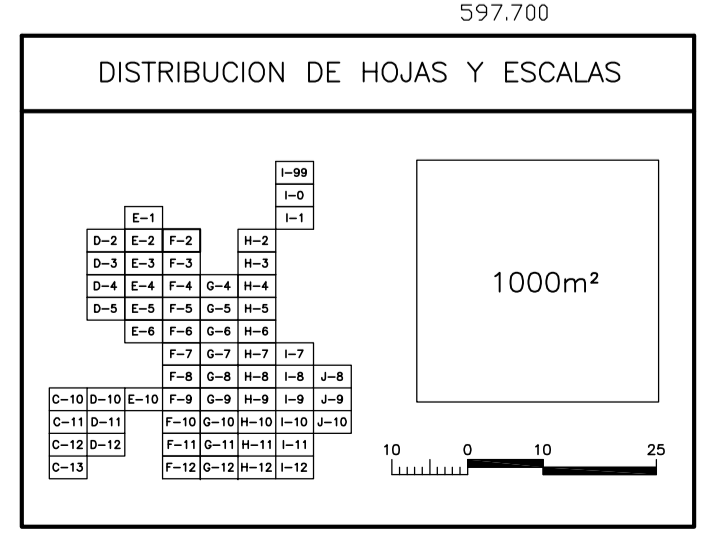 597.700
DISTRIBUCION DE HOJAS Y ESCALAS
I-99
I-0
E-1 I-1
D-2 E-2 F-2 H-2
D-3 E-3 F-3 H-3
D-4 E-4 F-4 G-4 H-4
D-5 E-5 F-5 G-5 H-5
E-6 F-6 G-6 H-6
F-7 G-7 H-7 I-7
F-8 G-8 H-8 I-8 J-8
C-10 D-10 E-10 F-9 G-9 H-9 I-9 J-9
C-11 D-11 F-10 G-10 H-10 I-10 J-10
C-12 D-12 F-11 G-11 H-11 I-11
C-13 F-12 G-12 H-12 I-12
1000m²
10 0 10 25